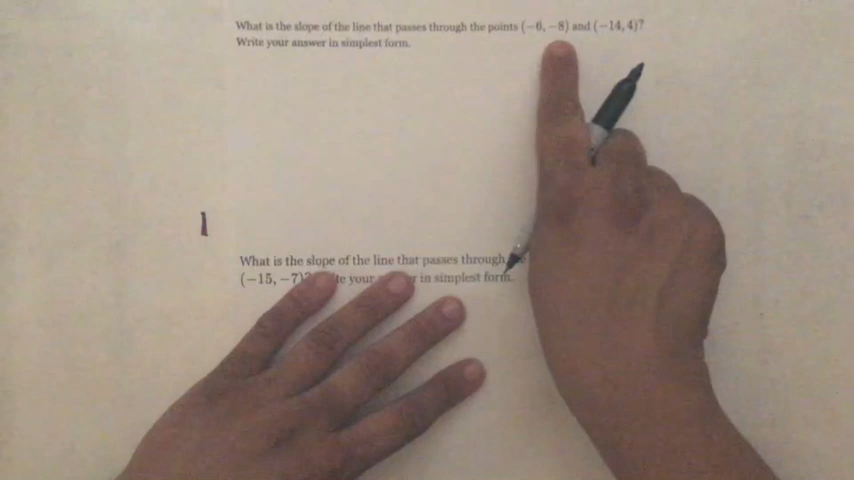 What is the slope of the line that passes through the points (−6, −8) and (−14, 4)?
Write your answer in simplest form.
1
What is the slope of the line that passes through
(−15, −7)? your in simplest form.